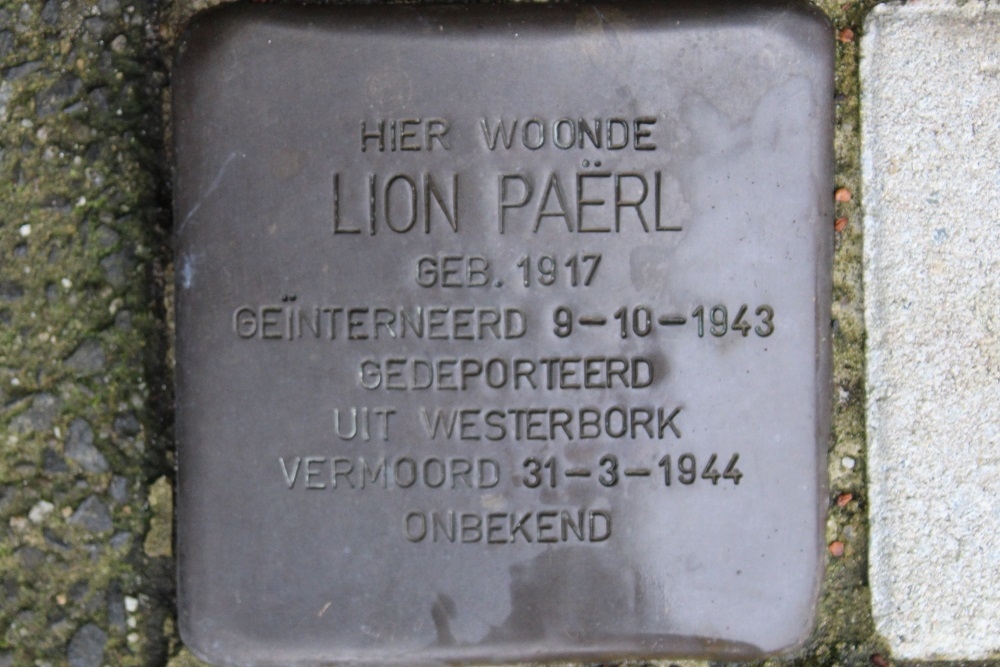 HIER WOONDE
LION PAËRL
GEB. 1917
GEÏNTERNEERD 9-10-1943
GEDEPORTEERD
UIT WESTERBORK
VERMOORD 31-3-1944
ONBEKEND